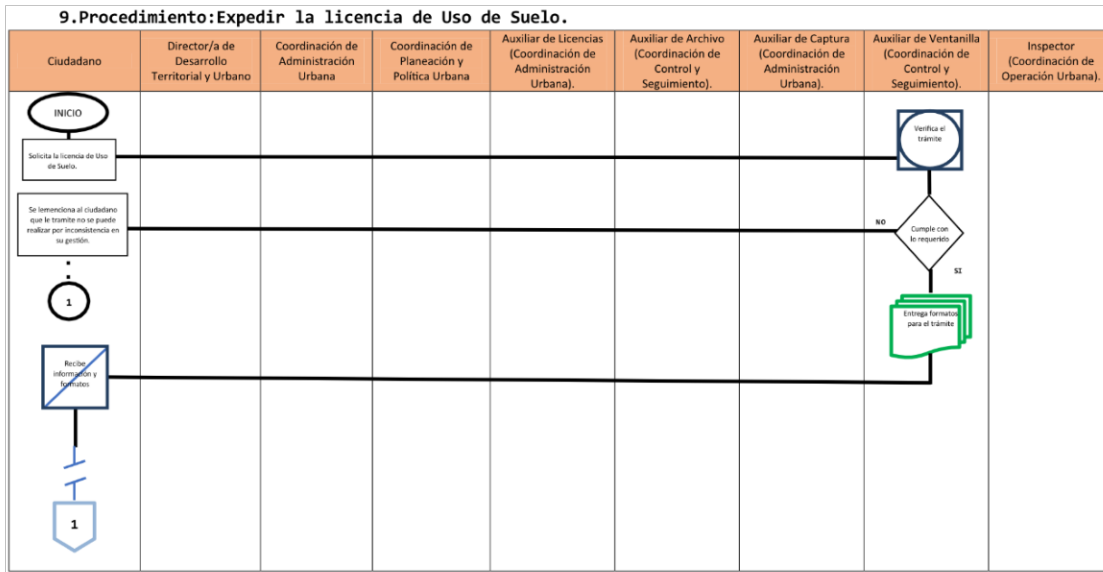 9.Procedimiento:Expedir la licencia de Uso de Suelo.
Ciudadano
Director/a de
Desarrollo
Territorial y Urbano
Coordinación de
Administración
Urbana
Coordinación de
Planeación y
Política Urbana
Auxiliar de Licencias
(Coordinación de
Administración
Urbana).
Auxiliar de Archivo
(Coordinación de
Control y
Seguimiento).
Auxiliar de Captura
(Coordinación de
Administración
Urbana).
Auxiliar de Ventanilla
(Coordinación de
Control y
Seguimiento).
Inspector
(Coordinación de
Operación Urbana).
INICIO
Solicita la licencia de Uso
de Suelo.
Verifica el
trámite
Se lemenciona al ciudadano
que le tramite no se puede
realizar por inconsistencia en
su gestión.
NO
Cumple con
lo requerido
SI
1
Entrega formatos
para el trámite
Recibe
información y
formatos
1